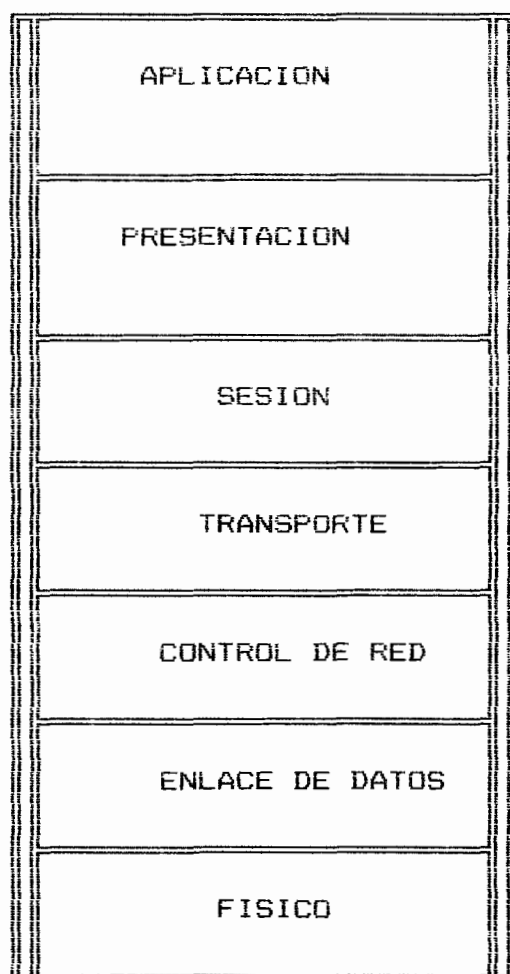 APLICACION
PRESENTACION
SESION
TRANSPORTE
CONTROL DE RED
ENLACE DE DATOS
FISICO